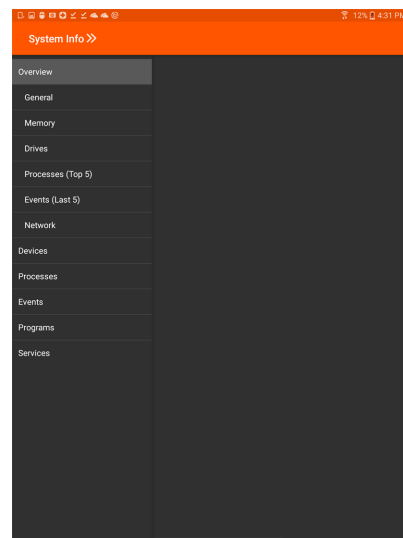 12% 4:31 PM
System Info
Overview
General
Memory
Drives
Processes (Top 5)
Events (Last 5)
Network
Devices
Processes
Events
Programs
Services